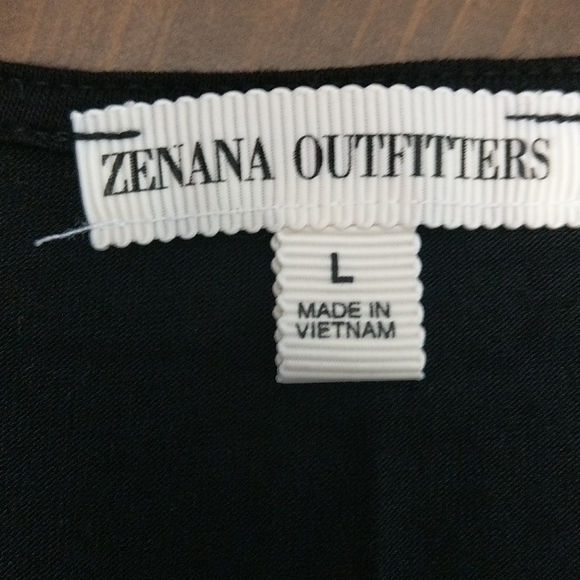 ZENANA OUTFITTERS
L
MADE IN
VIETNAM